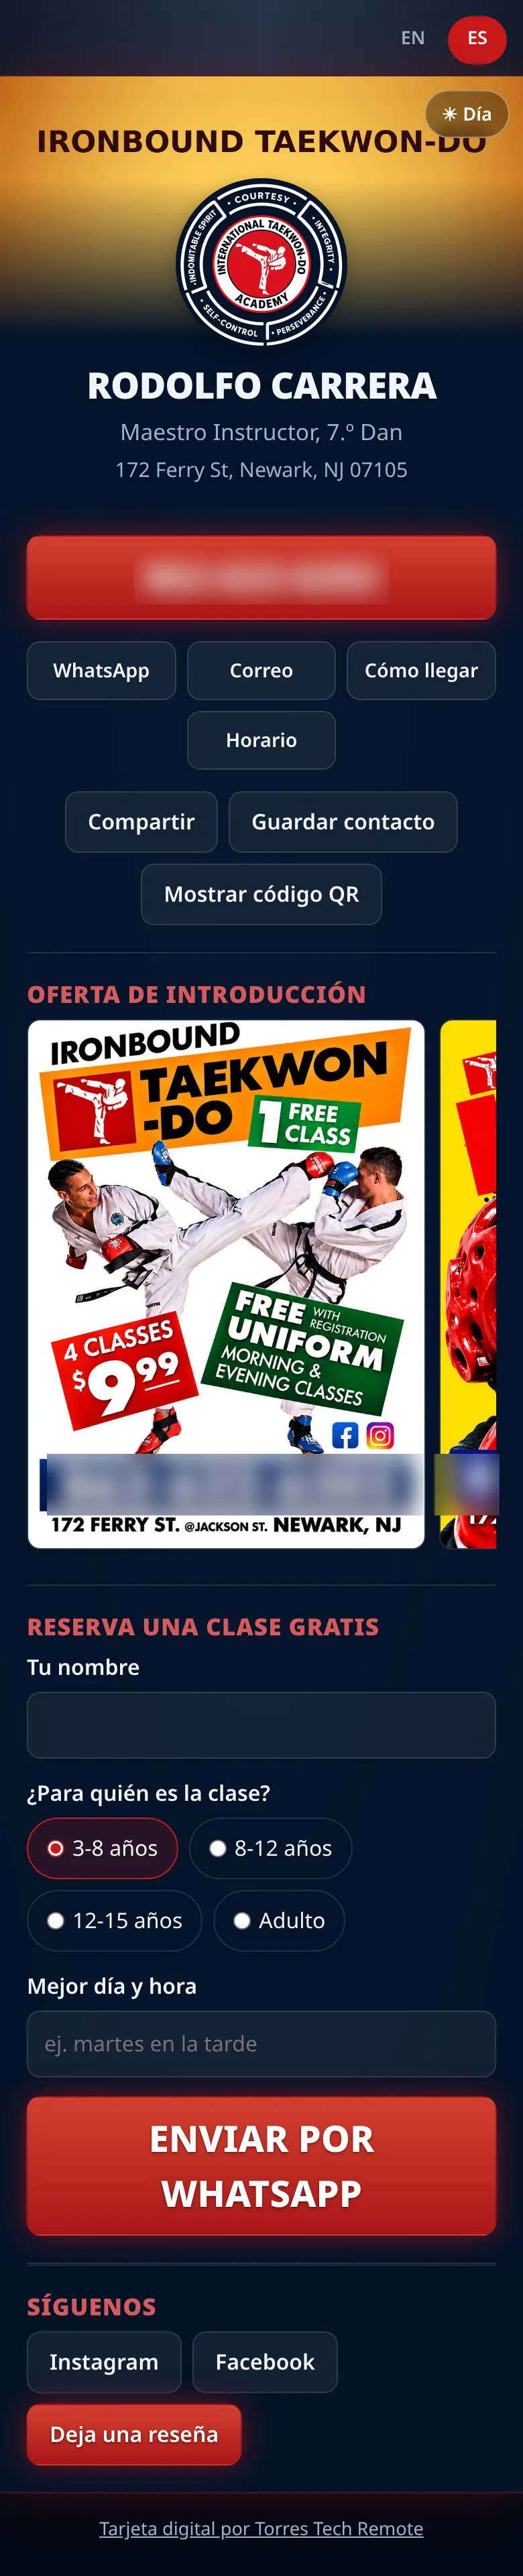 EN
ES
☀ Día
IRONBOUND TAEKWON-DO
COURTESY
INTEGRITY
PERSEVERANCE
SELF-CONTROL
INDOMITABLE SPIRIT
INTERNATIONAL TAEKWON-DO
ACADEMY
RODOLFO CARRERA
Maestro Instructor, 7.º Dan
172 Ferry St, Newark, NJ 07105
WhatsApp
Correo
Cómo llegar
Horario
Compartir
Guardar contacto
Mostrar código QR
OFERTA DE INTRODUCCIÓN
IRONBOUND
TAEKWON
-DO
1 FREE
CLASS
4 CLASSES
$9.99
FREE WITH
REGISTRATION
UNIFORM
MORNING &
EVENING CLASSES
172 FERRY ST. @JACKSON ST. NEWARK, NJ
RESERVA UNA CLASE GRATIS
Tu nombre
¿Para quién es la clase?
3-8 años
8-12 años
12-15 años
Adulto
Mejor día y hora
ej. martes en la tarde
ENVIAR POR
WHATSAPP
SÍGUENOS
Instagram
Facebook
Deja una reseña
Tarjeta digital por Torres Tech Remote